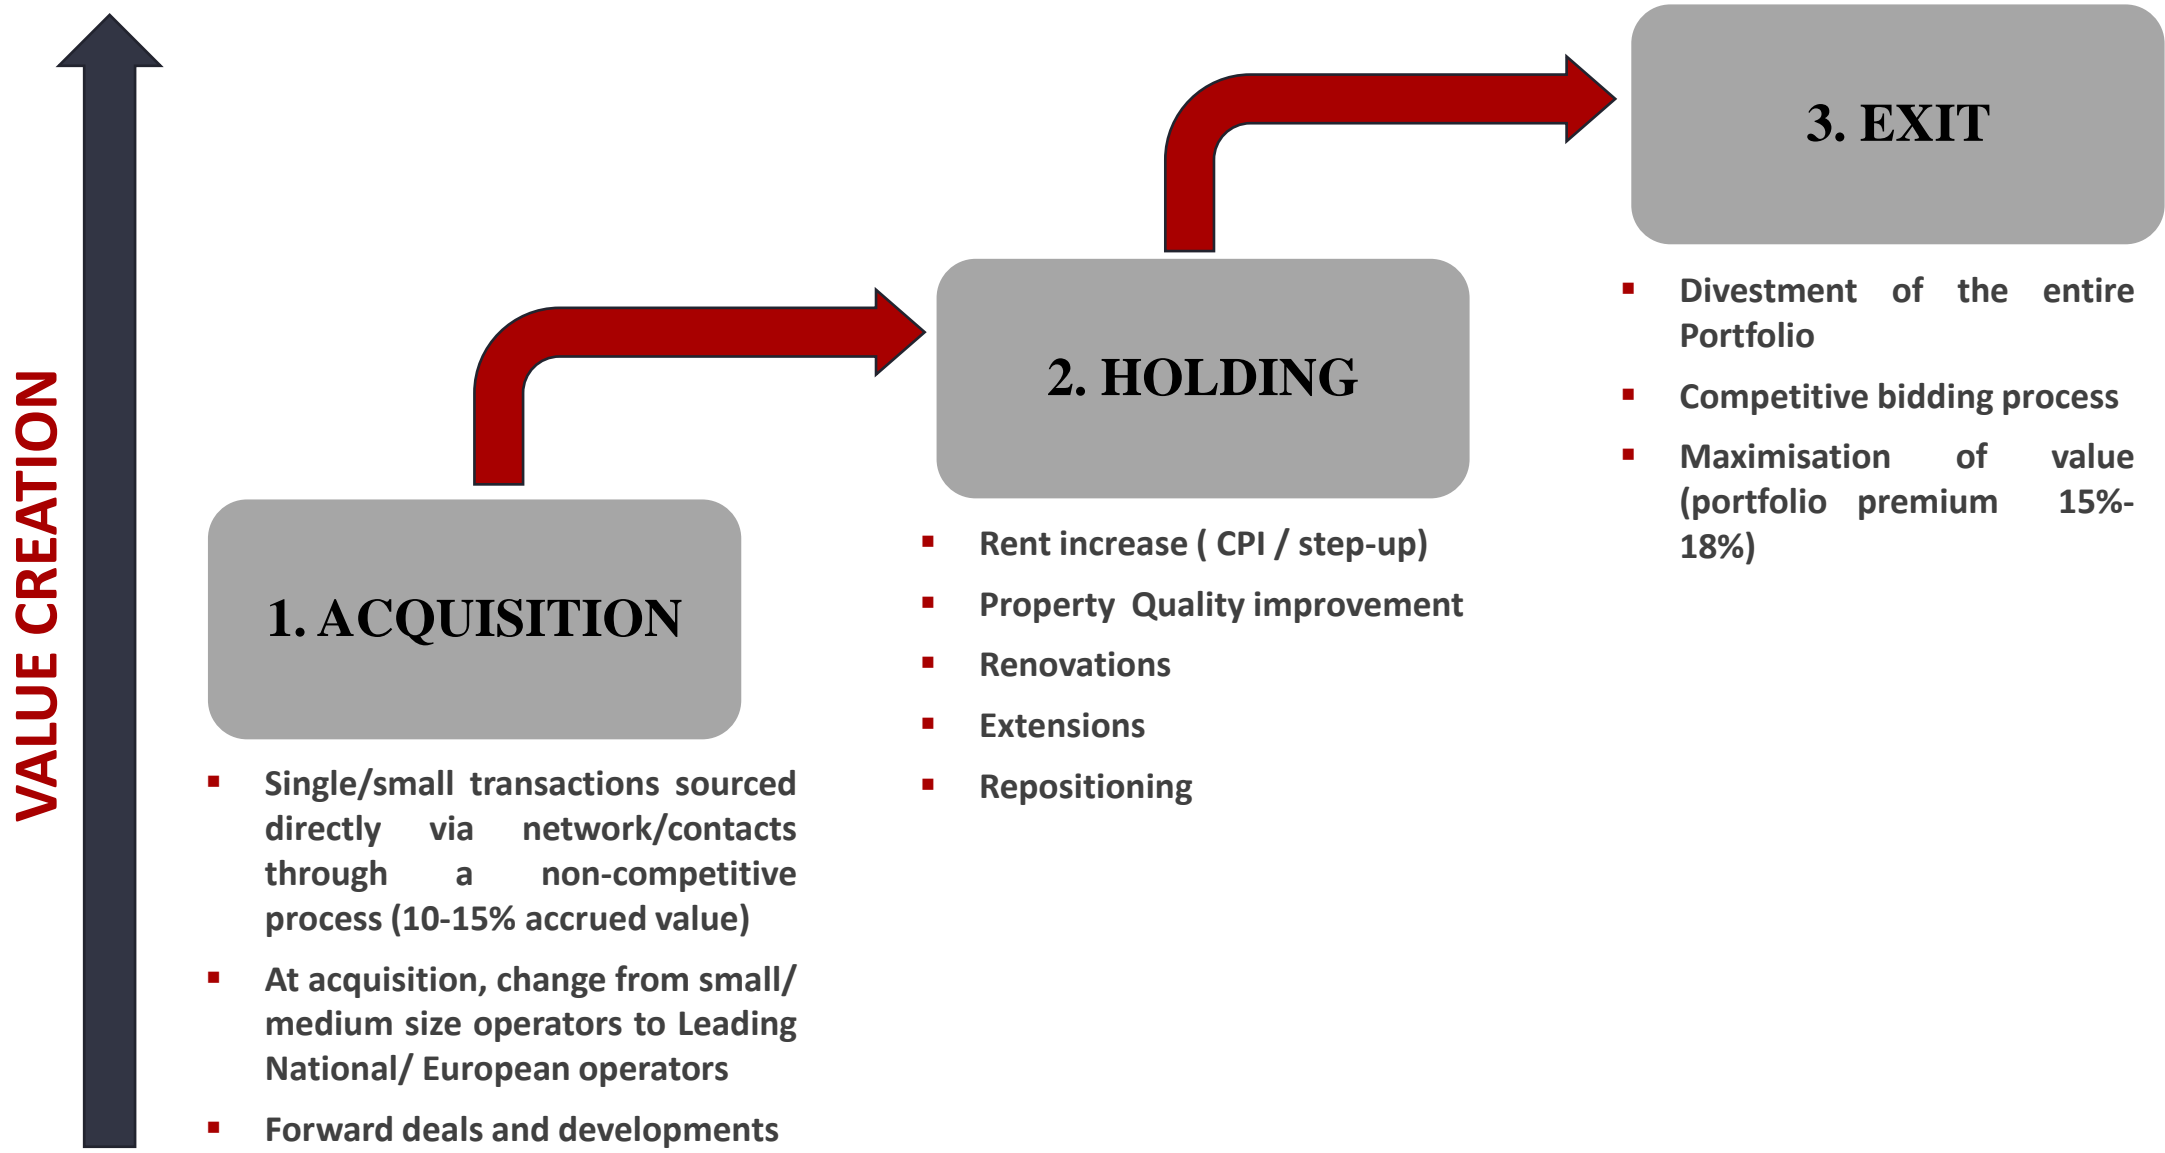 VALUE CREATION
1. ACQUISITION
Single/small transactions sourced
directly via network/contacts
through a non-competitive
process (10-15% accrued value)
At acquisition, change from small/
medium size operators to Leading
National/ European operators
Forward deals and developments
2. HOLDING
Rent increase ( CPI / step-up)
Property Quality improvement
Renovations
Extensions
Repositioning
3. EXIT
Divestment of the entire
Portfolio
Competitive bidding process
Maximisation of value
(portfolio premium 15%-
18%)